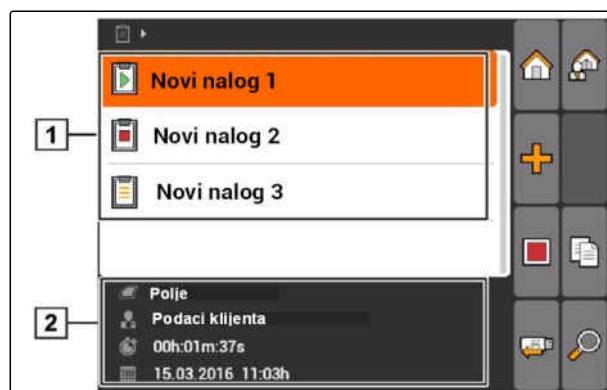 Novi nalog 1
1
Novi nalog 2
Novi nalog 3
2
Polje
Podaci klijenta
00h:01m:37s
15.03.2016 11:03h